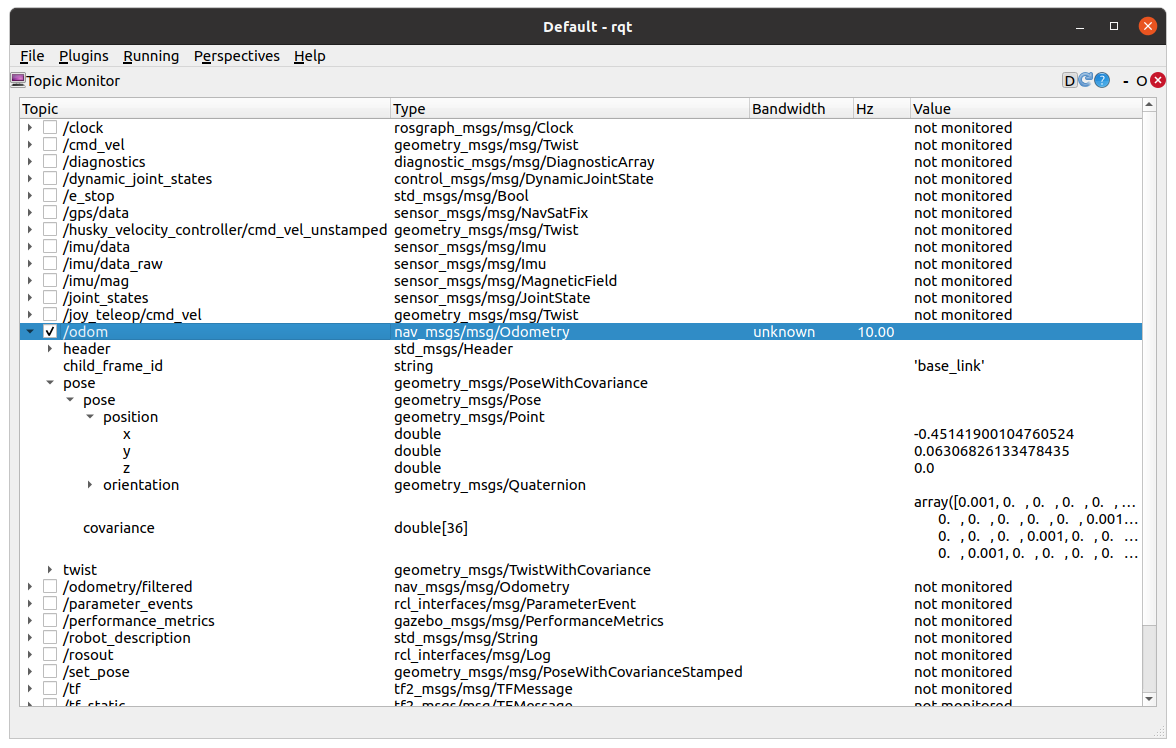 Default - rqt
File Plugins Running Perspectives Help
Topic Monitor D ? - O
Topic Type Bandwidth Hz Value
/clock rosgraph_msgs/msg/Clock not monitored
/cmd_vel geometry_msgs/msg/Twist not monitored
/diagnostics diagnostic_msgs/msg/DiagnosticArray not monitored
/dynamic_joint_states control_msgs/msg/DynamicJointState not monitored
/e_stop std_msgs/msg/Bool not monitored
/gps/data sensor_msgs/msg/NavSatFix not monitored
/husky_velocity_controller/cmd_vel_unstamped geometry_msgs/msg/Twist not monitored
/imu/data sensor_msgs/msg/Imu not monitored
/imu/data_raw sensor_msgs/msg/Imu not monitored
/imu/mag sensor_msgs/msg/MagneticField not monitored
/joint_states sensor_msgs/msg/JointState not monitored
/joy_teleop/cmd_vel geometry_msgs/msg/Twist not monitored
/odom nav_msgs/msg/Odometry unknown 10.00
header std_msgs/Header
child_frame_id string 'base_link'
pose geometry_msgs/PoseWithCovariance
pose geometry_msgs/Pose
position geometry_msgs/Point
x double -0.45141900104760524
y double 0.06306826133478435
z double 0.0
orientation geometry_msgs/Quaternion
array([0.001, 0. , 0. , 0. , 0. , ...
0. , 0. , 0. , 0. , 0. , 0.001...
covariance double[36]
0. , 0. , 0. , 0.001, 0. , 0. ...
0. , 0.001, 0. , 0. , 0. , 0. ...
twist geometry_msgs/TwistWithCovariance
/odometry/filtered nav_msgs/msg/Odometry not monitored
/parameter_events rcl_interfaces/msg/ParameterEvent not monitored
/performance_metrics gazebo_msgs/msg/PerformanceMetrics not monitored
/robot_description std_msgs/msg/String not monitored
/rosout rcl_interfaces/msg/Log not monitored
/set_pose geometry_msgs/msg/PoseWithCovarianceStamped not monitored
/tf tf2_msgs/msg/TFMessage not monitored
/tf_static tf2_msgs/msg/TFMessage not monitored